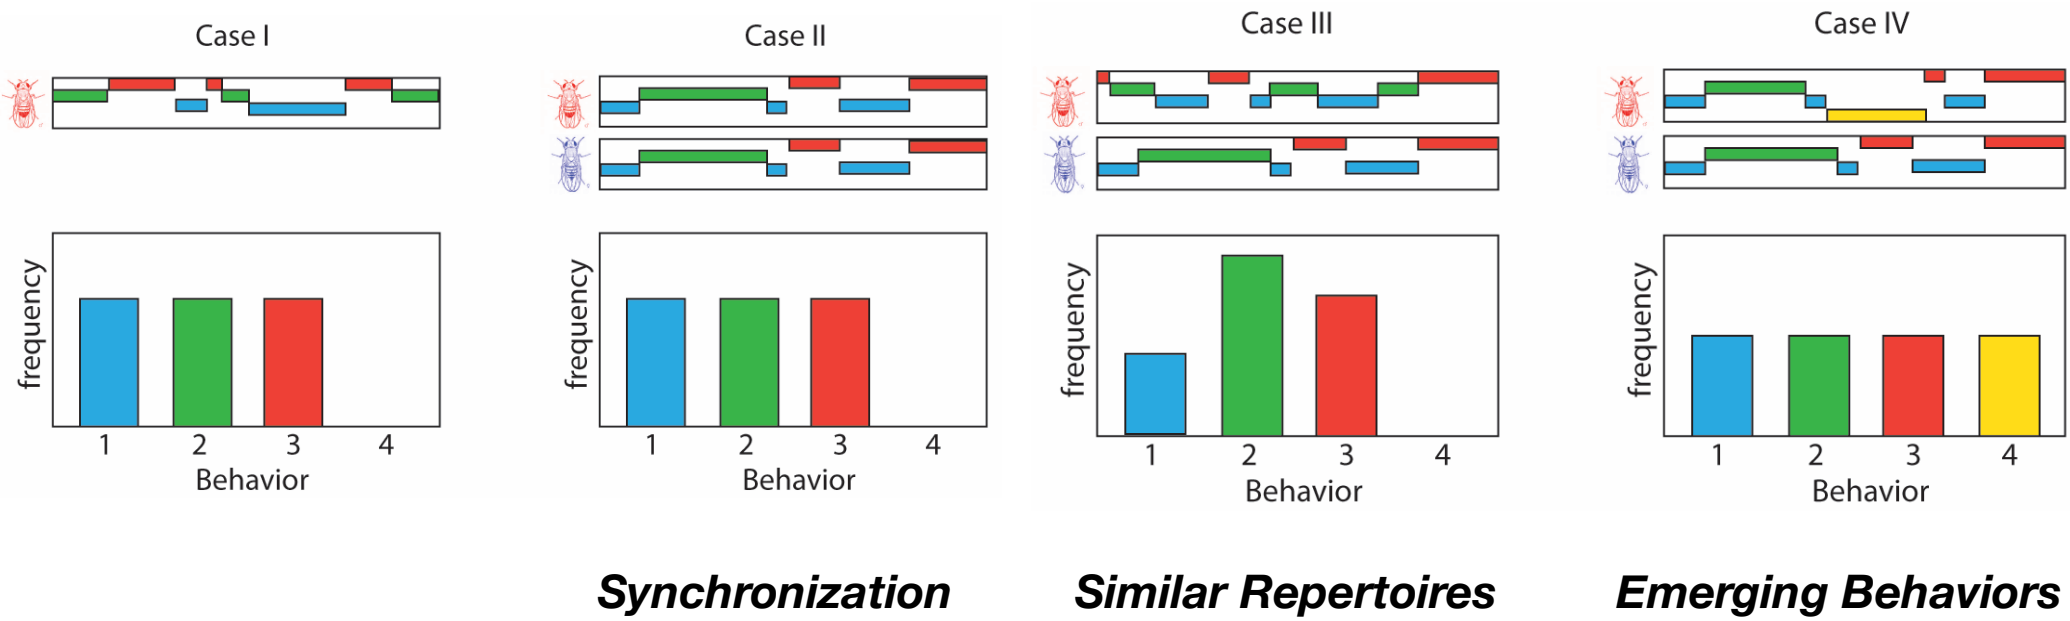 Case I
frequency
1 2 3 4
Behavior
Case II
frequency
1 2 3 4
Behavior
Synchronization
Case III
frequency
1 2 3 4
Behavior
Similar Repertoires
Case IV
frequency
1 2 3 4
Behavior
Emerging Behaviors